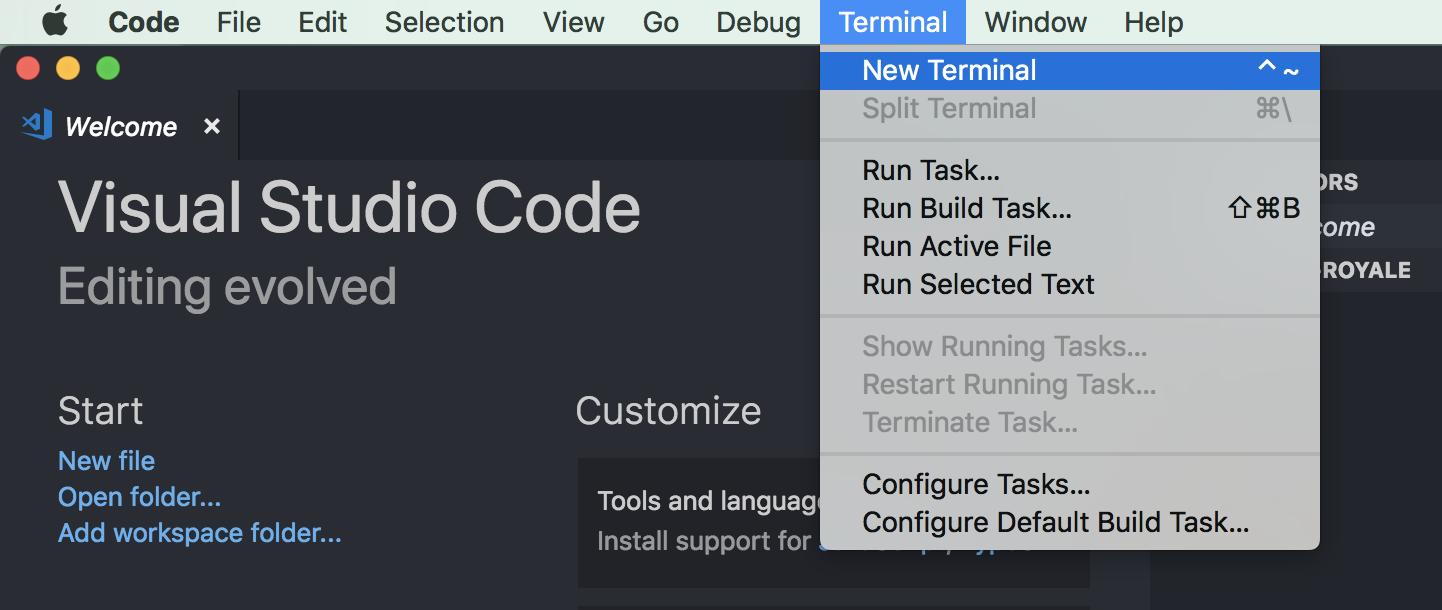 Code File Edit Selection View Go Debug Terminal Window Help
Welcome ×
Visual Studio Code
Editing evolved
Start
New file
Open folder...
Add workspace folder...
Customize
Tools and language
Install support for
New Terminal ^ ~
Split Terminal ⌘\
Run Task...
Run Build Task... ⇧⌘B
Run Active File
Run Selected Text
Show Running Tasks...
Restart Running Task...
Terminate Task...
Configure Tasks...
Configure Default Build Task...
ORS
come
ROYALE